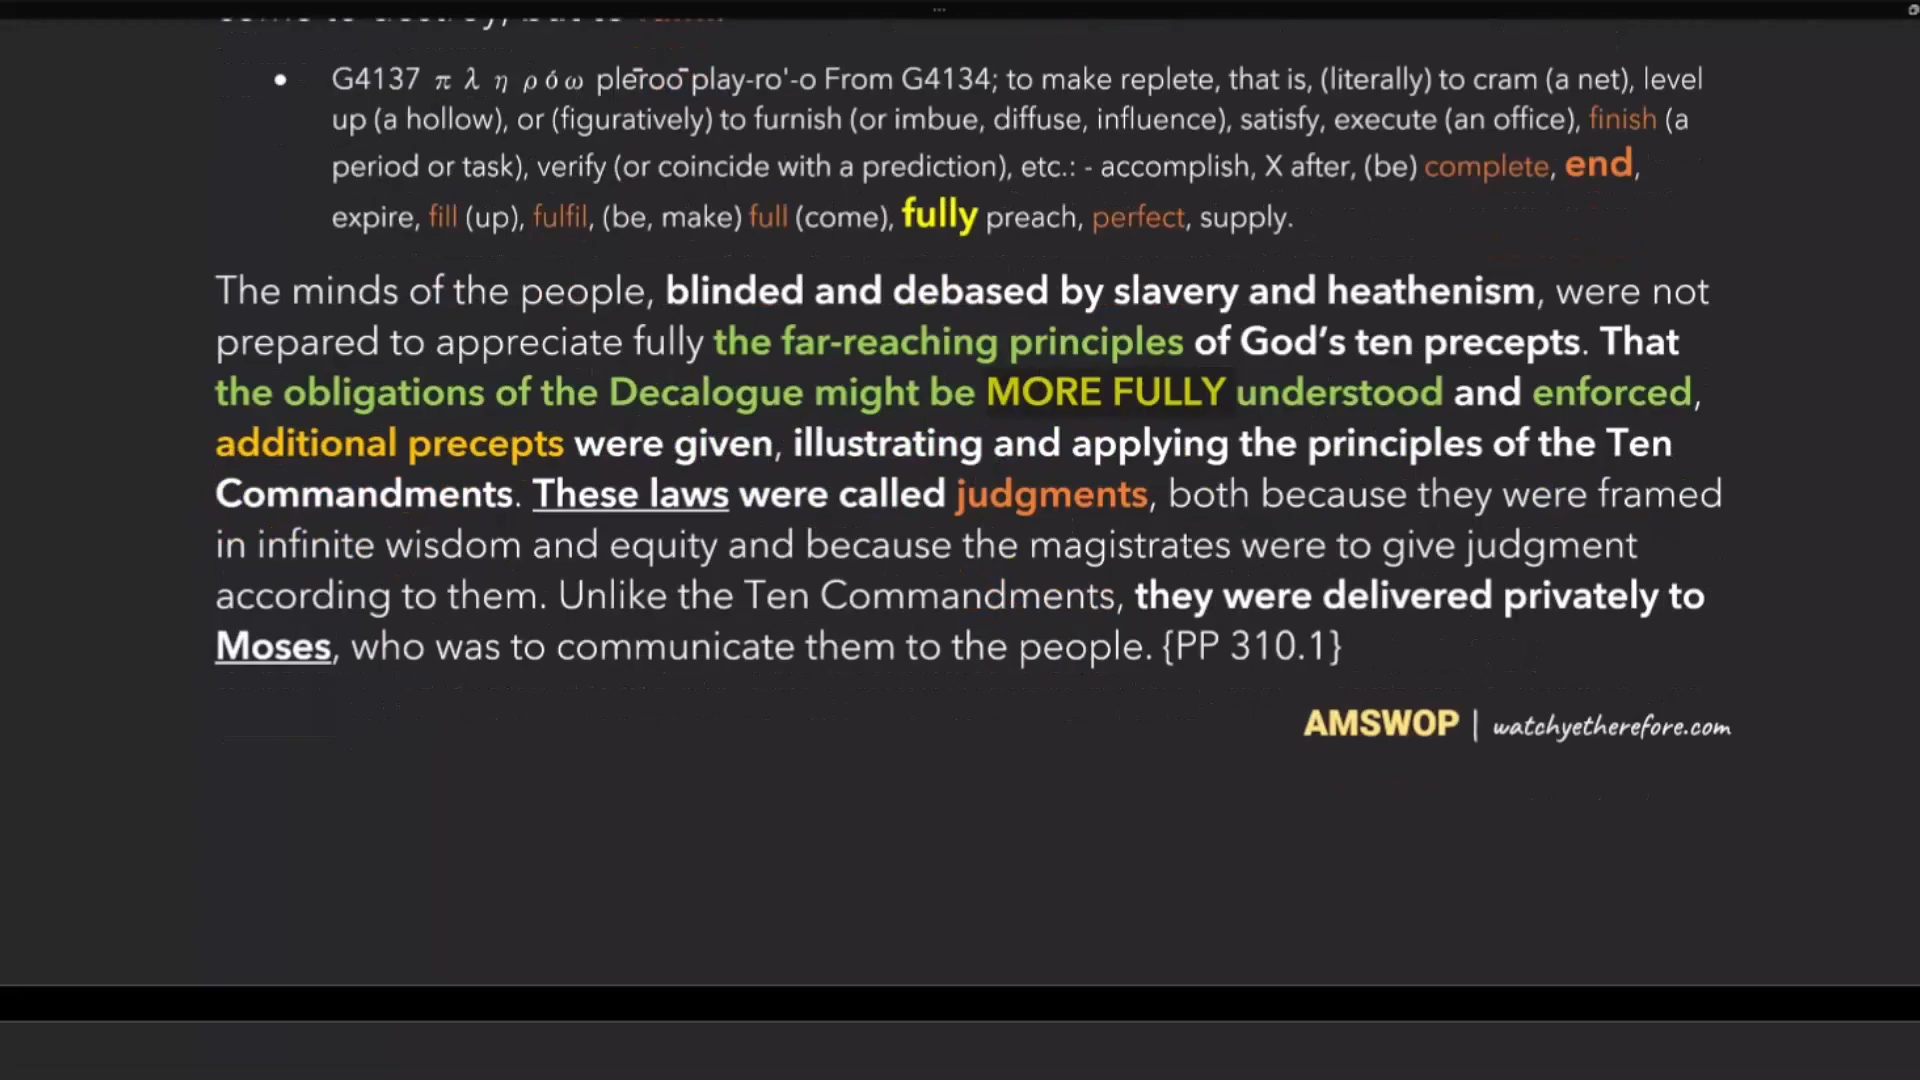 come to destroy, but to fulfil.
• G4137 π λ η ρ ό ω plērōō play-ro'-o From G4134; to make replete, that is, (literally) to cram (a net), level
up (a hollow), or (figuratively) to furnish (or imbue, diffuse, influence), satisfy, execute (an office), finish (a
period or task), verify (or coincide with a prediction), etc.: - accomplish, X after, (be) complete, end,
expire, fill (up), fulfil, (be, make) full (come), fully preach, perfect, supply.
The minds of the people, blinded and debased by slavery and heathenism, were not
prepared to appreciate fully the far-reaching principles of God’s ten precepts. That
the obligations of the Decalogue might be MORE FULLY understood and enforced,
additional precepts were given, illustrating and applying the principles of the Ten
Commandments. These laws were called judgments, both because they were framed
in infinite wisdom and equity and because the magistrates were to give judgment
according to them. Unlike the Ten Commandments, they were delivered privately to
Moses, who was to communicate them to the people. {PP 310.1}
AMSWOP | watchyetherefore.com